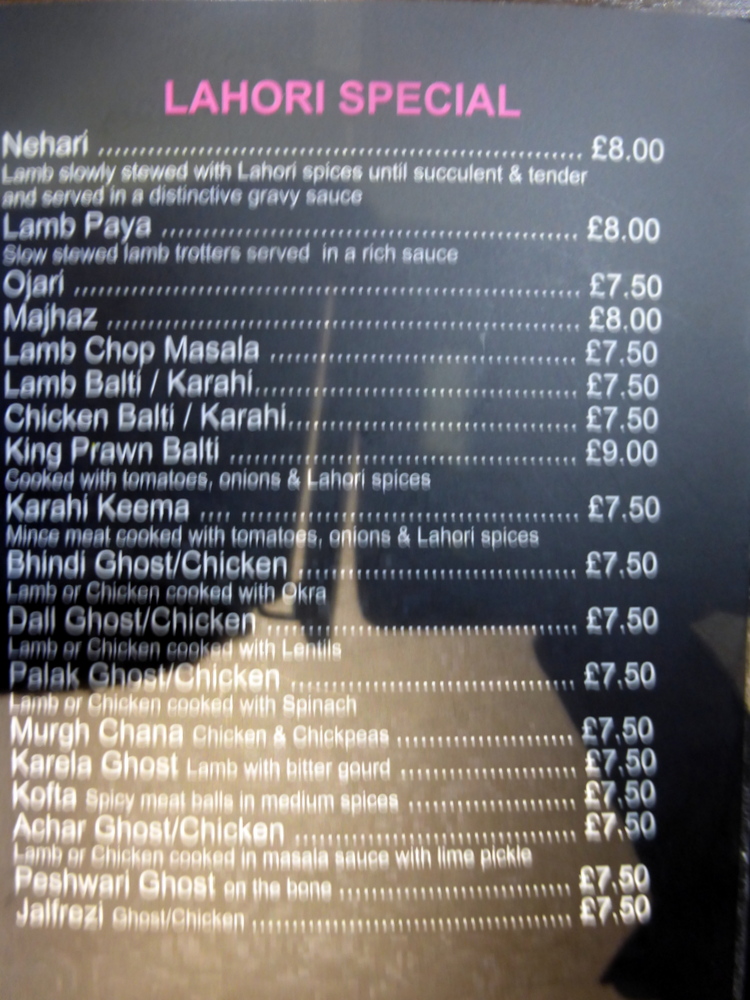 LAHORI SPECIAL
Nehari ........................................................ £8.00
Lamb slowly stewed with Lahori spices until succulent & tender
and served in a distinctive gravy sauce
Lamb Paya ................................................ £8.00
Slow stewed lamb trotters served in a rich sauce
Ojari .......................................................... £7.50
Majhaz ...................................................... £8.00
Lamb Chop Masala ................................... £7.50
Lamb Balti / Karahi..................................... £7.50
Chicken Balti / Karahi................................. £7.50
King Prawn Balti ........................................ £9.00
Cooked with tomatoes, onions & Lahori spices
Karahi Keema .... ...................................... £7.50
Mince meat cooked with tomatoes, onions & Lahori spices
Bhindi Ghost/Chicken ................................ £7.50
Lamb or Chicken cooked with Okra
Dall Ghost/Chicken .................................... £7.50
Lamb or Chicken cooked with Lentils
Palak Ghost/Chicken ................................. £7.50
Lamb or Chicken cooked with Spinach
Murgh Chana Chicken & Chickpeas .................... £7.50
Karela Ghost Lamb with bitter gourd .................... £7.50
Kofta Spicy meat balls in medium spices ................... £7.50
Achar Ghost/Chicken ................................ £7.50
Lamb or Chicken cooked in masala sauce with lime pickle
Peshwari Ghost on the bone ........................... £7.50
Jalfrezi Ghost/Chicken ..................................... £7.50